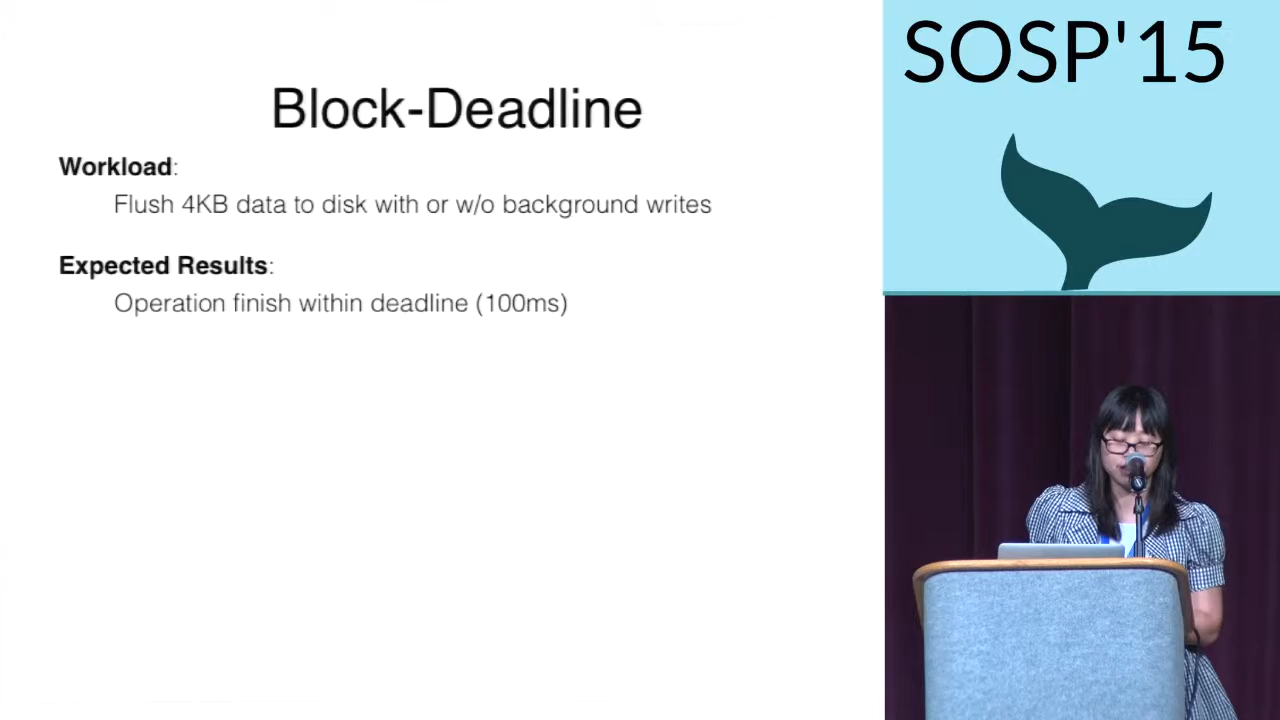 Block-Deadline
Workload:
Flush 4KB data to disk with or w/o background writes
Expected Results:
Operation finish within deadline (100ms)
SOSP'15